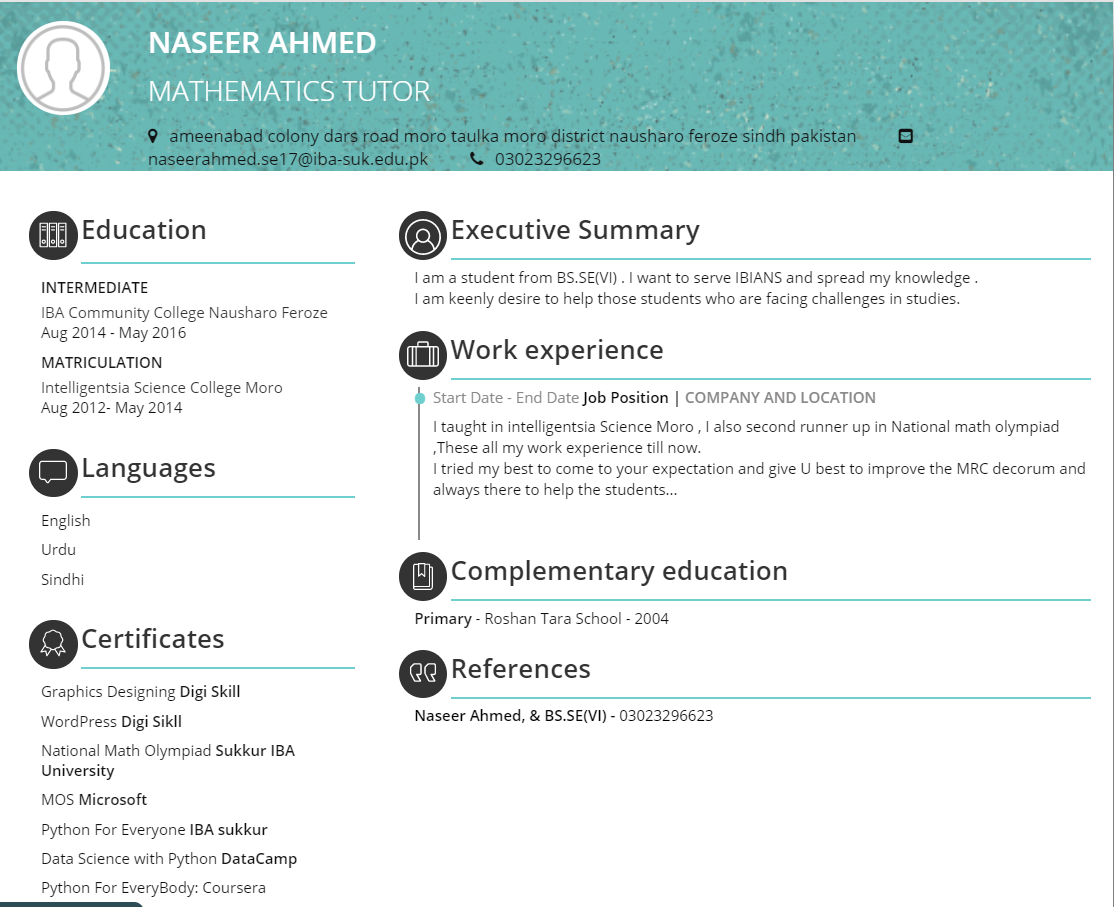 NASEER AHMED
MATHEMATICS TUTOR
ameenabad colony dars road moro taulka moro district nausharo feroze sindh pakistan
naseerahmed.se17@iba-suk.edu.pk 03023296623
Education
INTERMEDIATE
IBA Community College Nausharo Feroze
Aug 2014 - May 2016
MATRICULATION
Intelligentsia Science College Moro
Aug 2012- May 2014
Languages
English
Urdu
Sindhi
Certificates
Graphics Designing Digi Skill
WordPress Digi Sikll
National Math Olympiad Sukkur IBA
University
MOS Microsoft
Python For Everyone IBA sukkur
Data Science with Python DataCamp
Python For EveryBody: Coursera
Executive Summary
I am a student from BS.SE(VI) . I want to serve IBIANS and spread my knowledge .
I am keenly desire to help those students who are facing challenges in studies.
Work experience
Start Date - End Date Job Position | COMPANY AND LOCATION
I taught in intelligentsia Science Moro , I also second runner up in National math olympiad
,These all my work experience till now.
I tried my best to come to your expectation and give U best to improve the MRC decorum and
always there to help the students...
Complementary education
Primary - Roshan Tara School - 2004
References
Naseer Ahmed, & BS.SE(VI) - 03023296623